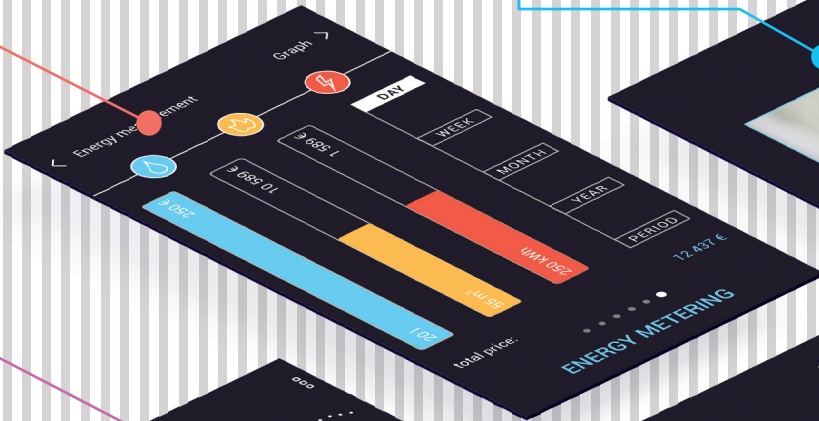 < Energy measurement
Graph >
DAY
WEEK
MONTH
YEAR
PERIOD
250 €
20 l
10 589 €
55 m³
1 589 €
250 kWh
total price:
12 437 €
ENERGY METERING